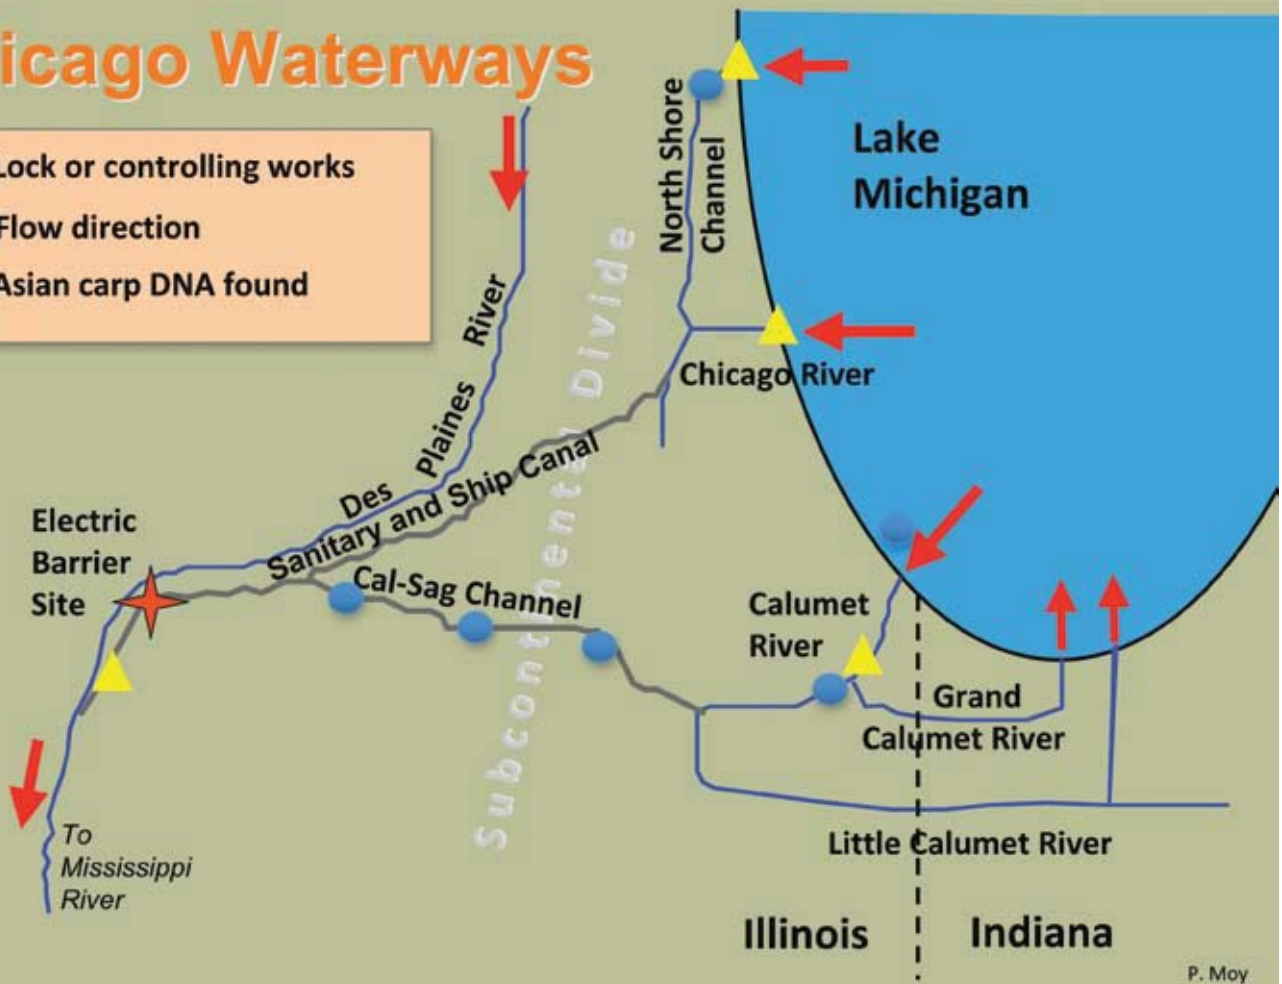 icago Waterways
Lock or controlling works
Flow direction
Asian carp DNA found
Lake
Michigan
North Shore
Channel
Chicago River
Des Plaines River
Subcontinental Divide
Sanitary and Ship Canal
Cal-Sag Channel
Electric
Barrier
Site
Calumet
River
Grand
Calumet River
Little Calumet River
To
Mississippi
River
Illinois
Indiana
P. Moy